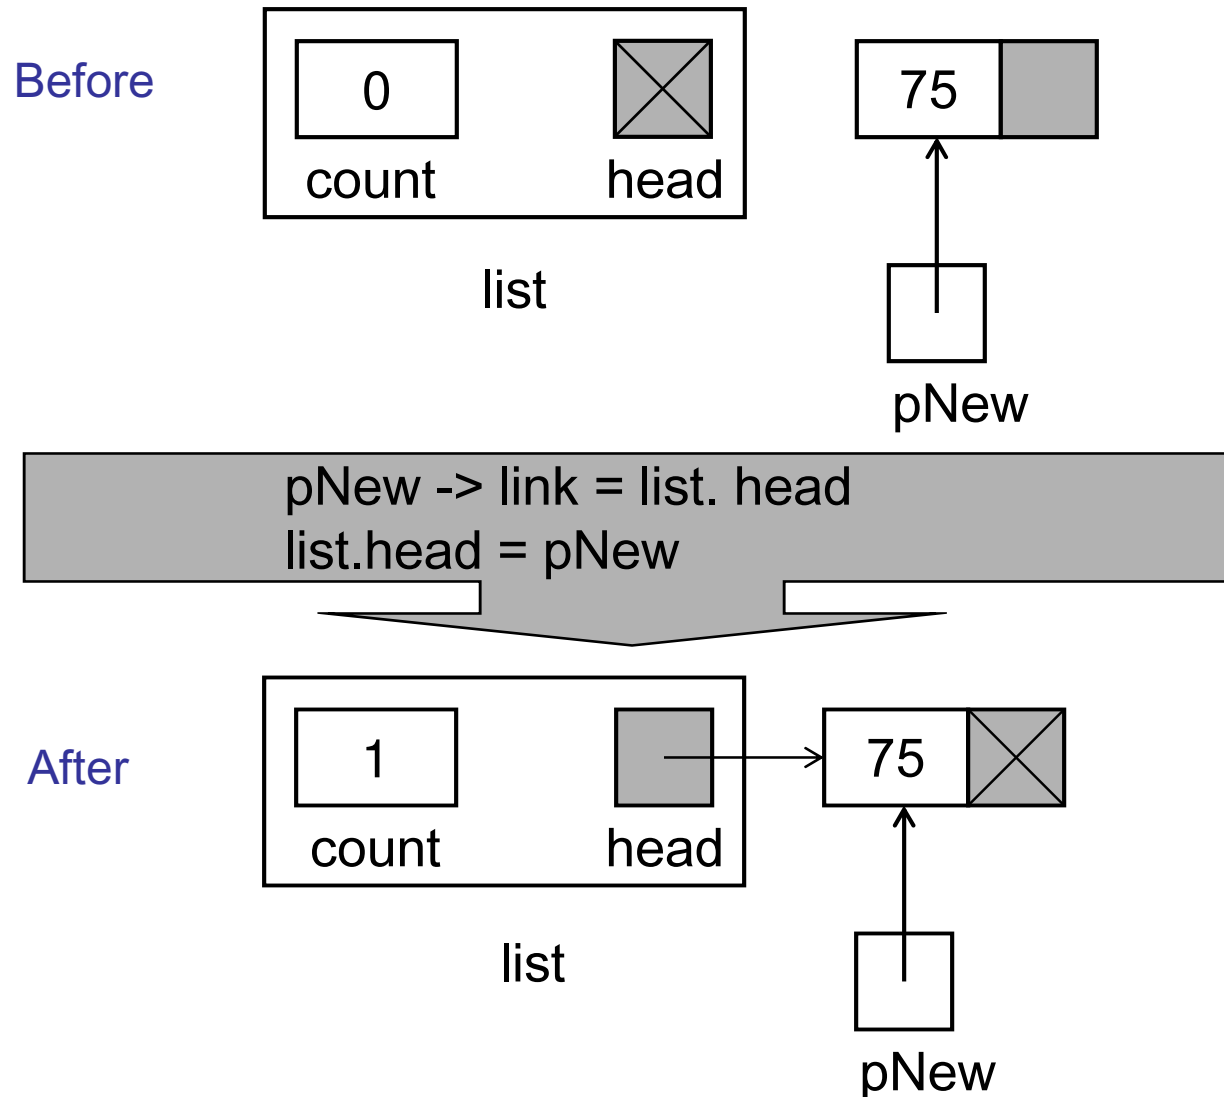 Before
0
75
count
head
list
pNew
pNew -> link = list. head
list.head = pNew
After
1
75
count
head
list
pNew